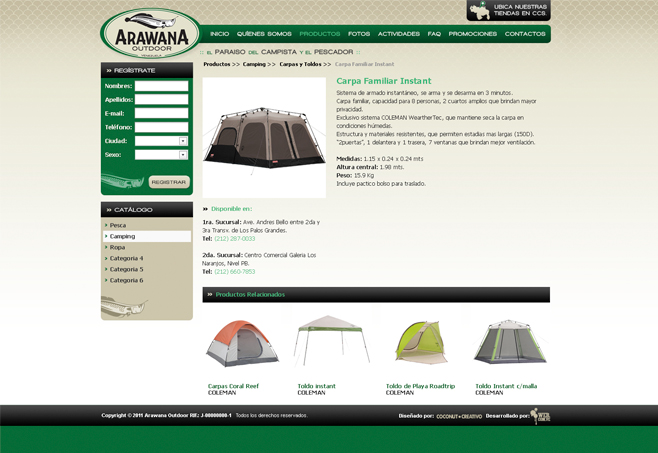 UBICA NUESTRAS
TIENDAS EN CCS.
ARAWANA
OUTDOOR
INICIO QUÍENES SOMOS PRODUCTOS FOTOS ACTIVIDADES FAQ PROMOCIONES CONTACTOS
:: EL PARAISO DEL CAMPISTA Y EL PESCADOR ::
Productos >> Camping >> Carpas y Toldos >> Carpa Familiar Instant
›› REGÍSTRATE
Nombres:
Apellidos:
E-mail:
Teléfono:
Ciudad:
Sexo:
REGISTRAR
›› CATÁLOGO
Pesca
Camping
Ropa
Categoria 4
Categoria 5
Categoria 6
Carpa Familiar Instant
Sistema de armado instantáneo, se arma y se desarma en 3 minutos.
Carpa familiar, capacidad para 8 personas, 2 cuartos amplios que brindan mayor
privacidad.
Exclusivo sistema COLEMAN WeartherTec, que mantiene seca la carpa en
condiciones húmedas.
Estructura y materiales resistentes, que permiten estadias mas largas (150D).
"2puertas", 1 delantera y 1 trasera, 7 ventanas que brindan mejor ventilación.
Medidas: 1.15 x 0.24 x 0.24 mts
Altura central: 1.98 mts.
Peso: 15.9 Kg
Incluye pactico bolso para traslado.
›› Disponible en:
1ra. Sucursal: Ave. Andres Bello entre 2da y
3ra Transv. de Los Palos Grandes.
Tel: (212) 287-0033
2da. Sucursal: Centro Comercial Galeria Los
Naranjos, Nivel PB.
Tel: (212) 660-7853
›› Productos Relacionados
Carpas Coral Reef
COLEMAN
Toldo instant
COLEMAN
Toldo de Playa Roadtrip
COLEMAN
Toldo Instant c/malla
COLEMAN
Copyright © 2011 Arawana Outdoor RIF.: J-00000000-1 Todos los derechos reservados.
Diseñado por: COCONUT+CREATIVO Desarrollado por: